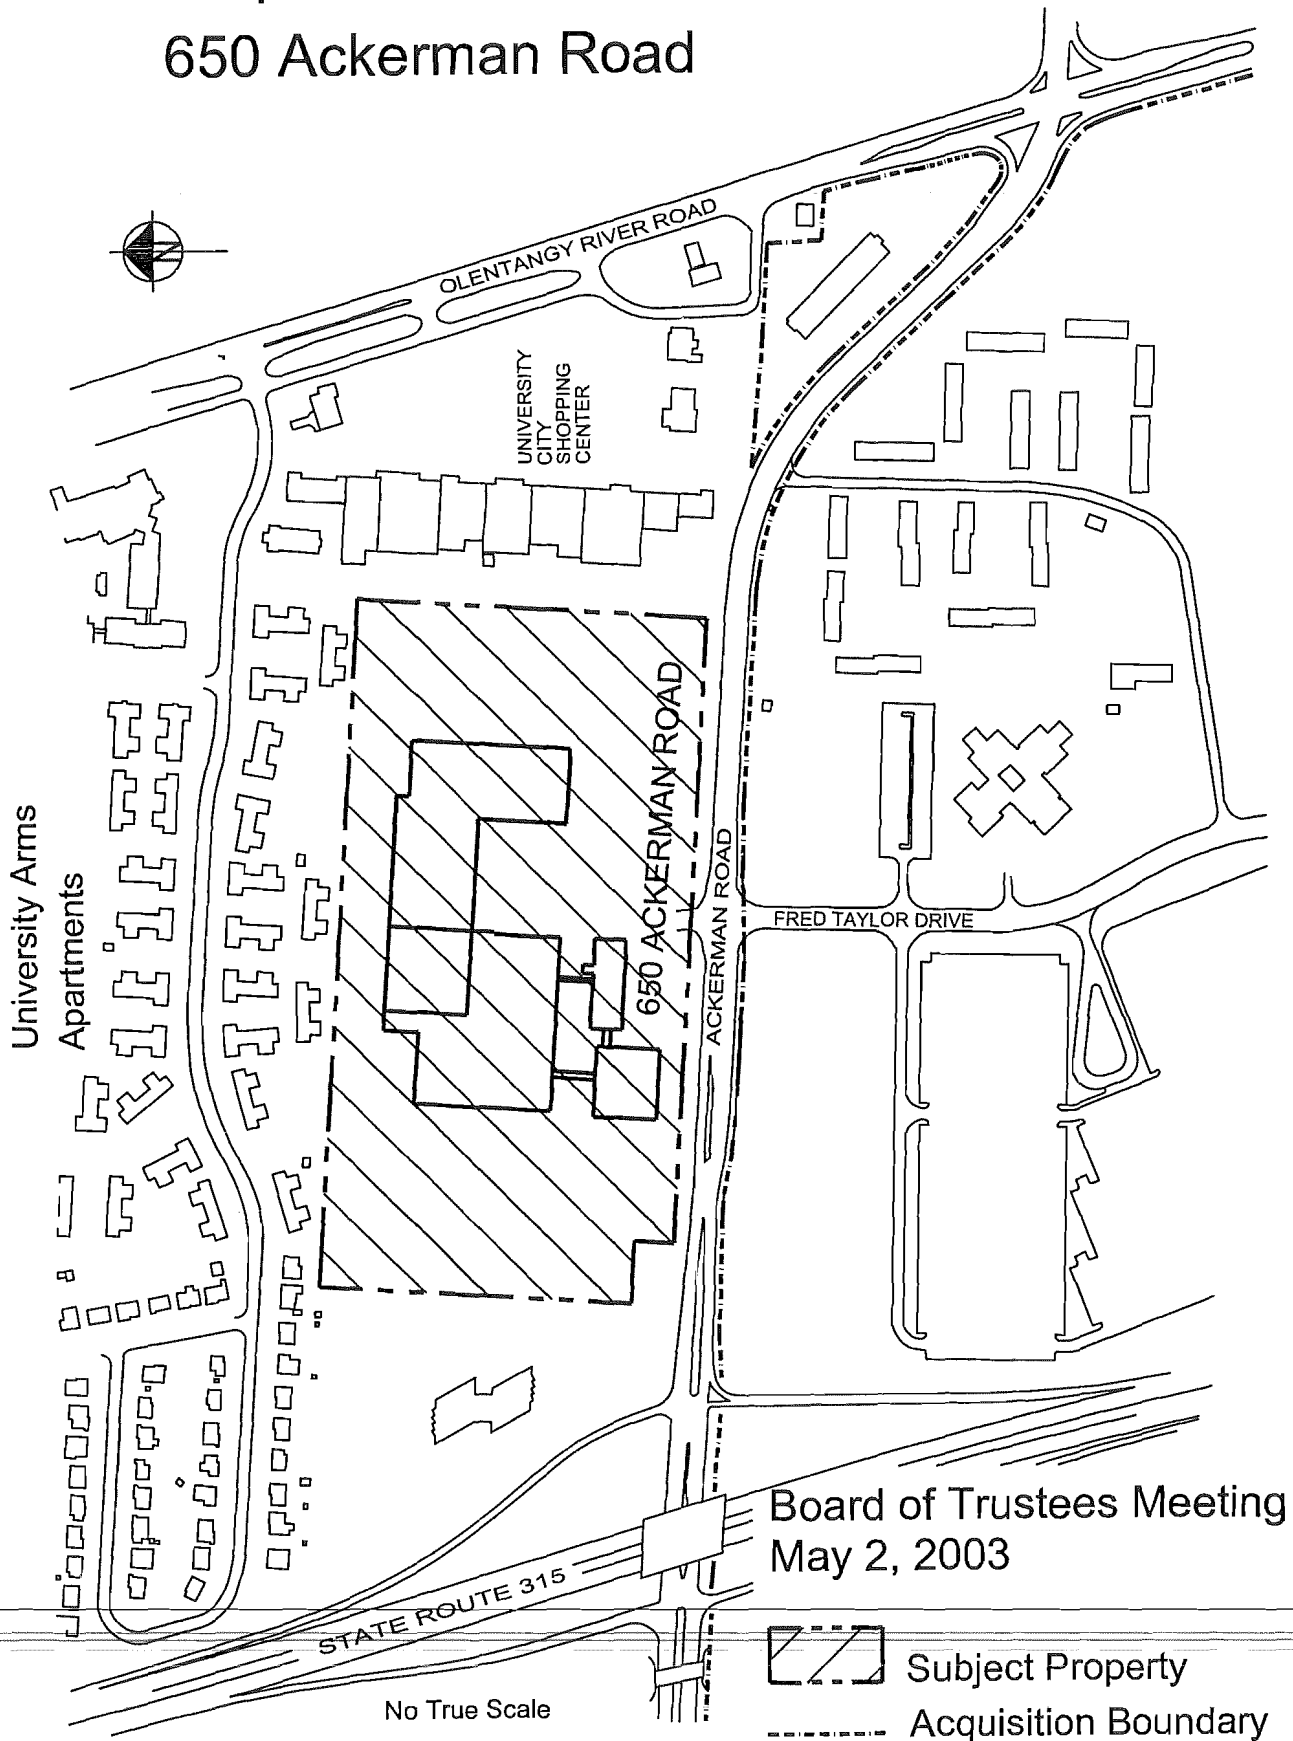 650 Ackerman Road
N
OLENTANGY RIVER ROAD
UNIVERSITY
CITY
SHOPPING
CENTER
650 ACKERMAN ROAD
ACKERMAN ROAD
FRED TAYLOR DRIVE
University Arms
Apartments
STATE ROUTE 315
Board of Trustees Meeting
May 2, 2003
No True Scale
Subject Property
Acquisition Boundary